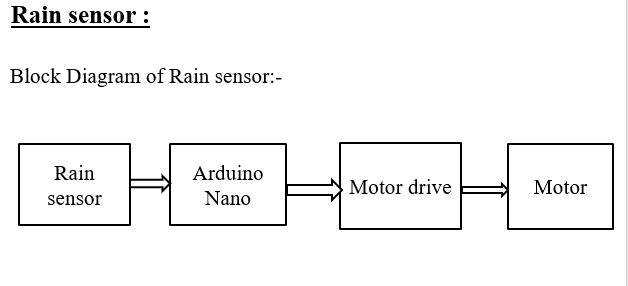 Rain sensor :
Block Diagram of Rain sensor:-
Rain
sensor
Arduino
Nano
Motor drive
Motor